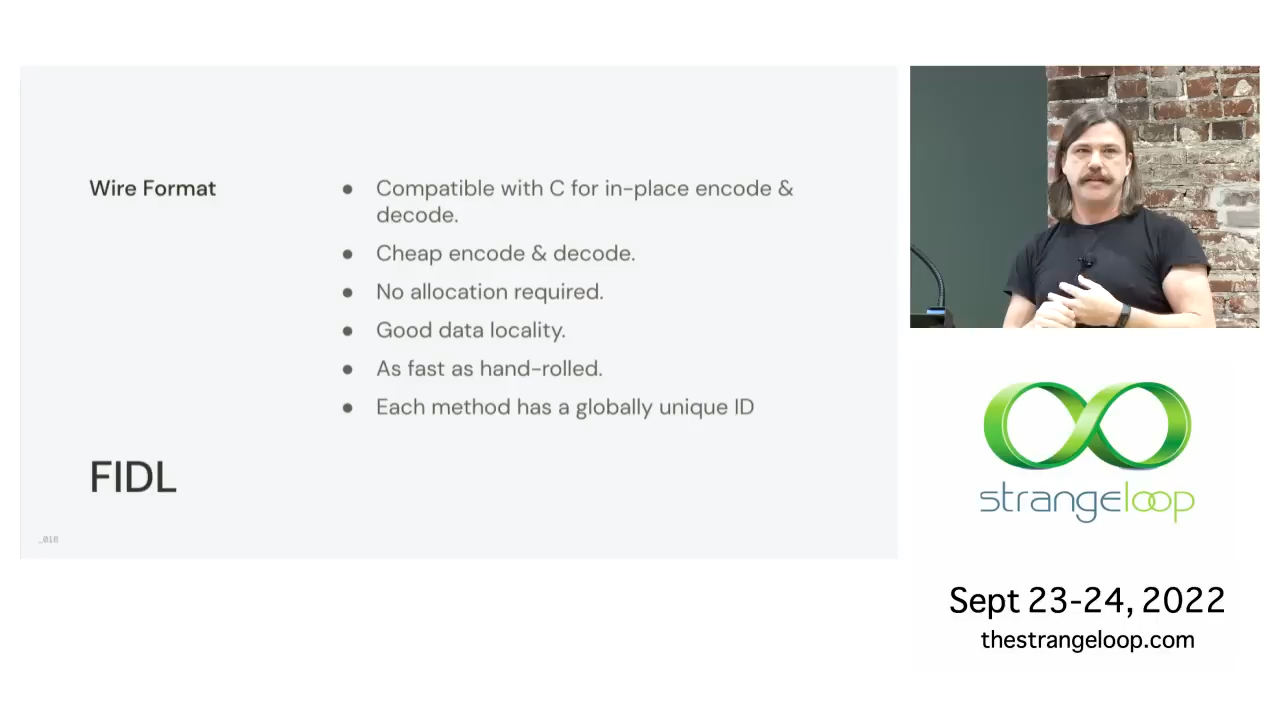 Wire Format
● Compatible with C for in-place encode &
decode.
● Cheap encode & decode.
● No allocation required.
● Good data locality.
● As fast as hand-rolled.
● Each method has a globally unique ID
FIDL
_010
strangeloop
Sept 23-24, 2022
thestrangeloop.com